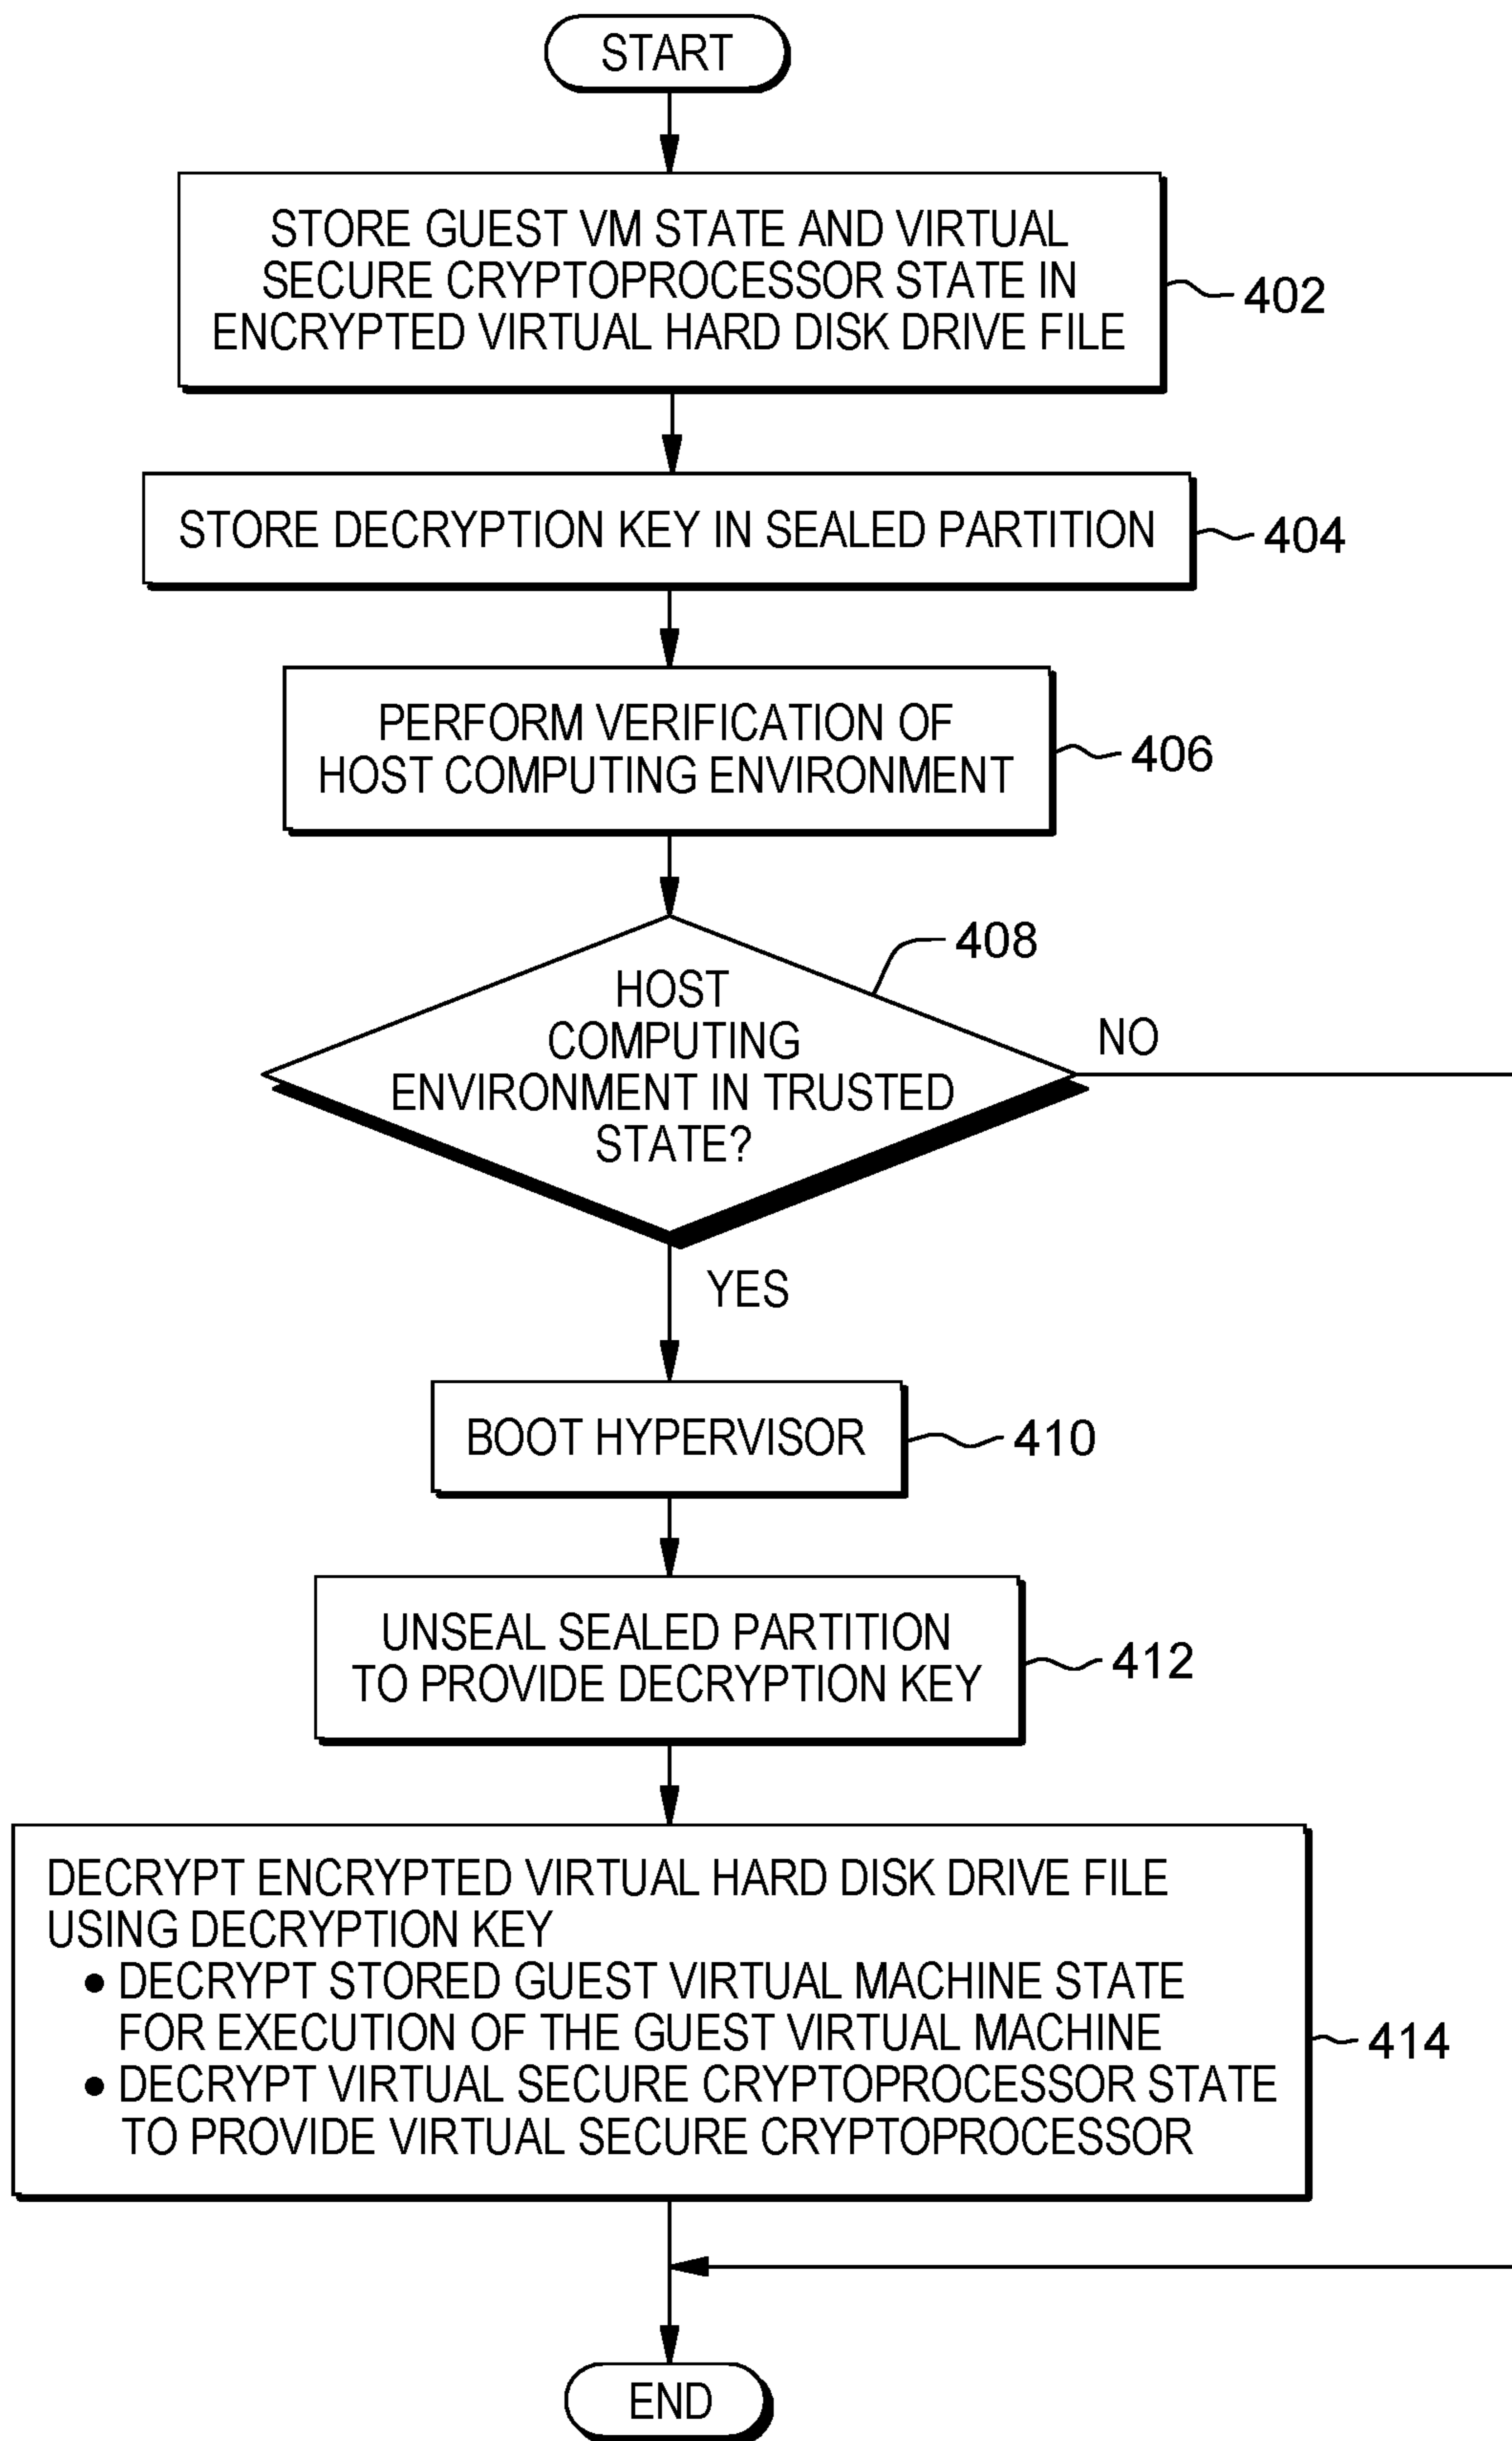 START
STORE GUEST VM STATE AND VIRTUAL
SECURE CRYPTOPROCESSOR STATE IN
ENCRYPTED VIRTUAL HARD DISK DRIVE FILE
402
STORE DECRYPTION KEY IN SEALED PARTITION
404
PERFORM VERIFICATION OF
HOST COMPUTING ENVIRONMENT
406
408
HOST
COMPUTING
ENVIRONMENT IN TRUSTED
STATE?
NO
YES
BOOT HYPERVISOR
410
UNSEAL SEALED PARTITION
TO PROVIDE DECRYPTION KEY
412
DECRYPT ENCRYPTED VIRTUAL HARD DISK DRIVE FILE
USING DECRYPTION KEY
• DECRYPT STORED GUEST VIRTUAL MACHINE STATE
FOR EXECUTION OF THE GUEST VIRTUAL MACHINE
• DECRYPT VIRTUAL SECURE CRYPTOPROCESSOR STATE
TO PROVIDE VIRTUAL SECURE CRYPTOPROCESSOR
414
END